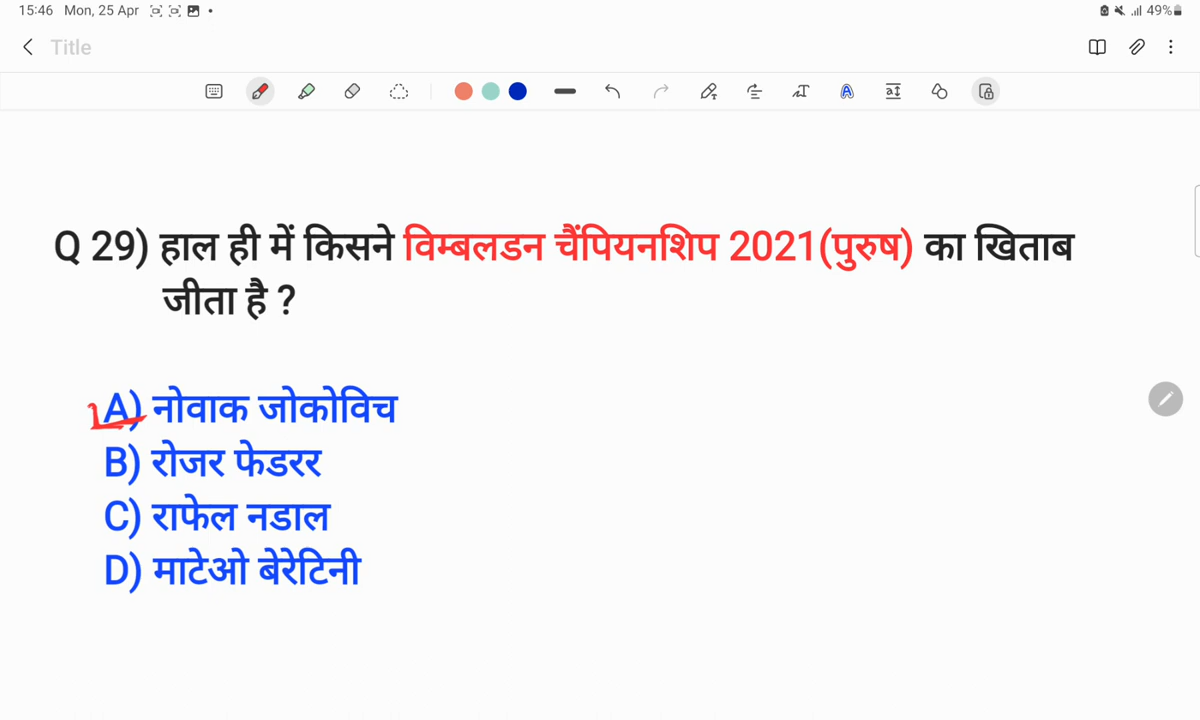 15:46 Mon, 25 Apr 49%
Title
Q 29) हाल ही में किसने विम्बलडन चैंपियनशिप 2021(पुरुष) का खिताब
जीता है ?
A) नोवाक जोकोविच
B) रोजर फेडरर
C) राफेल नडाल
D) माटेओ बेरेटिनी